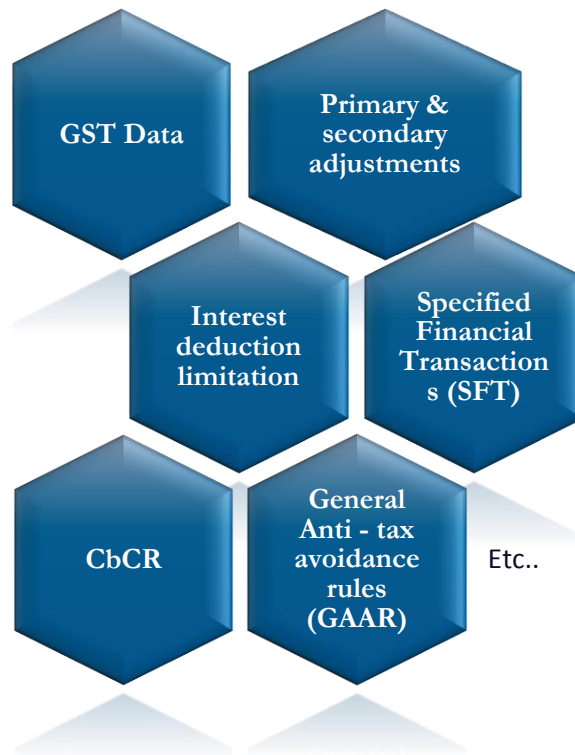 GST Data
Primary &
secondary
adjustments
Interest
deduction
limitation
Specified
Financial
Transaction
s (SFT)
CbCR
General
Anti - tax
avoidance
rules
(GAAR)
Etc..